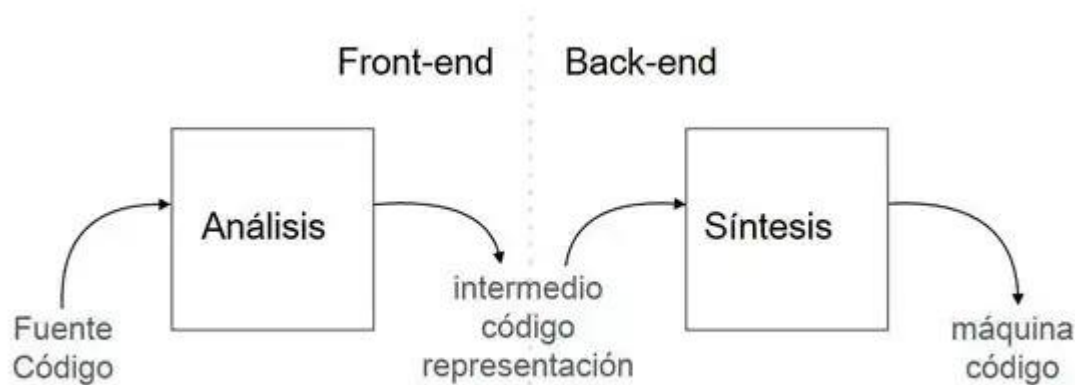 Front-end
Back-end
Análisis
Síntesis
Fuente
Código
intermedio
código
representación
máquina
código